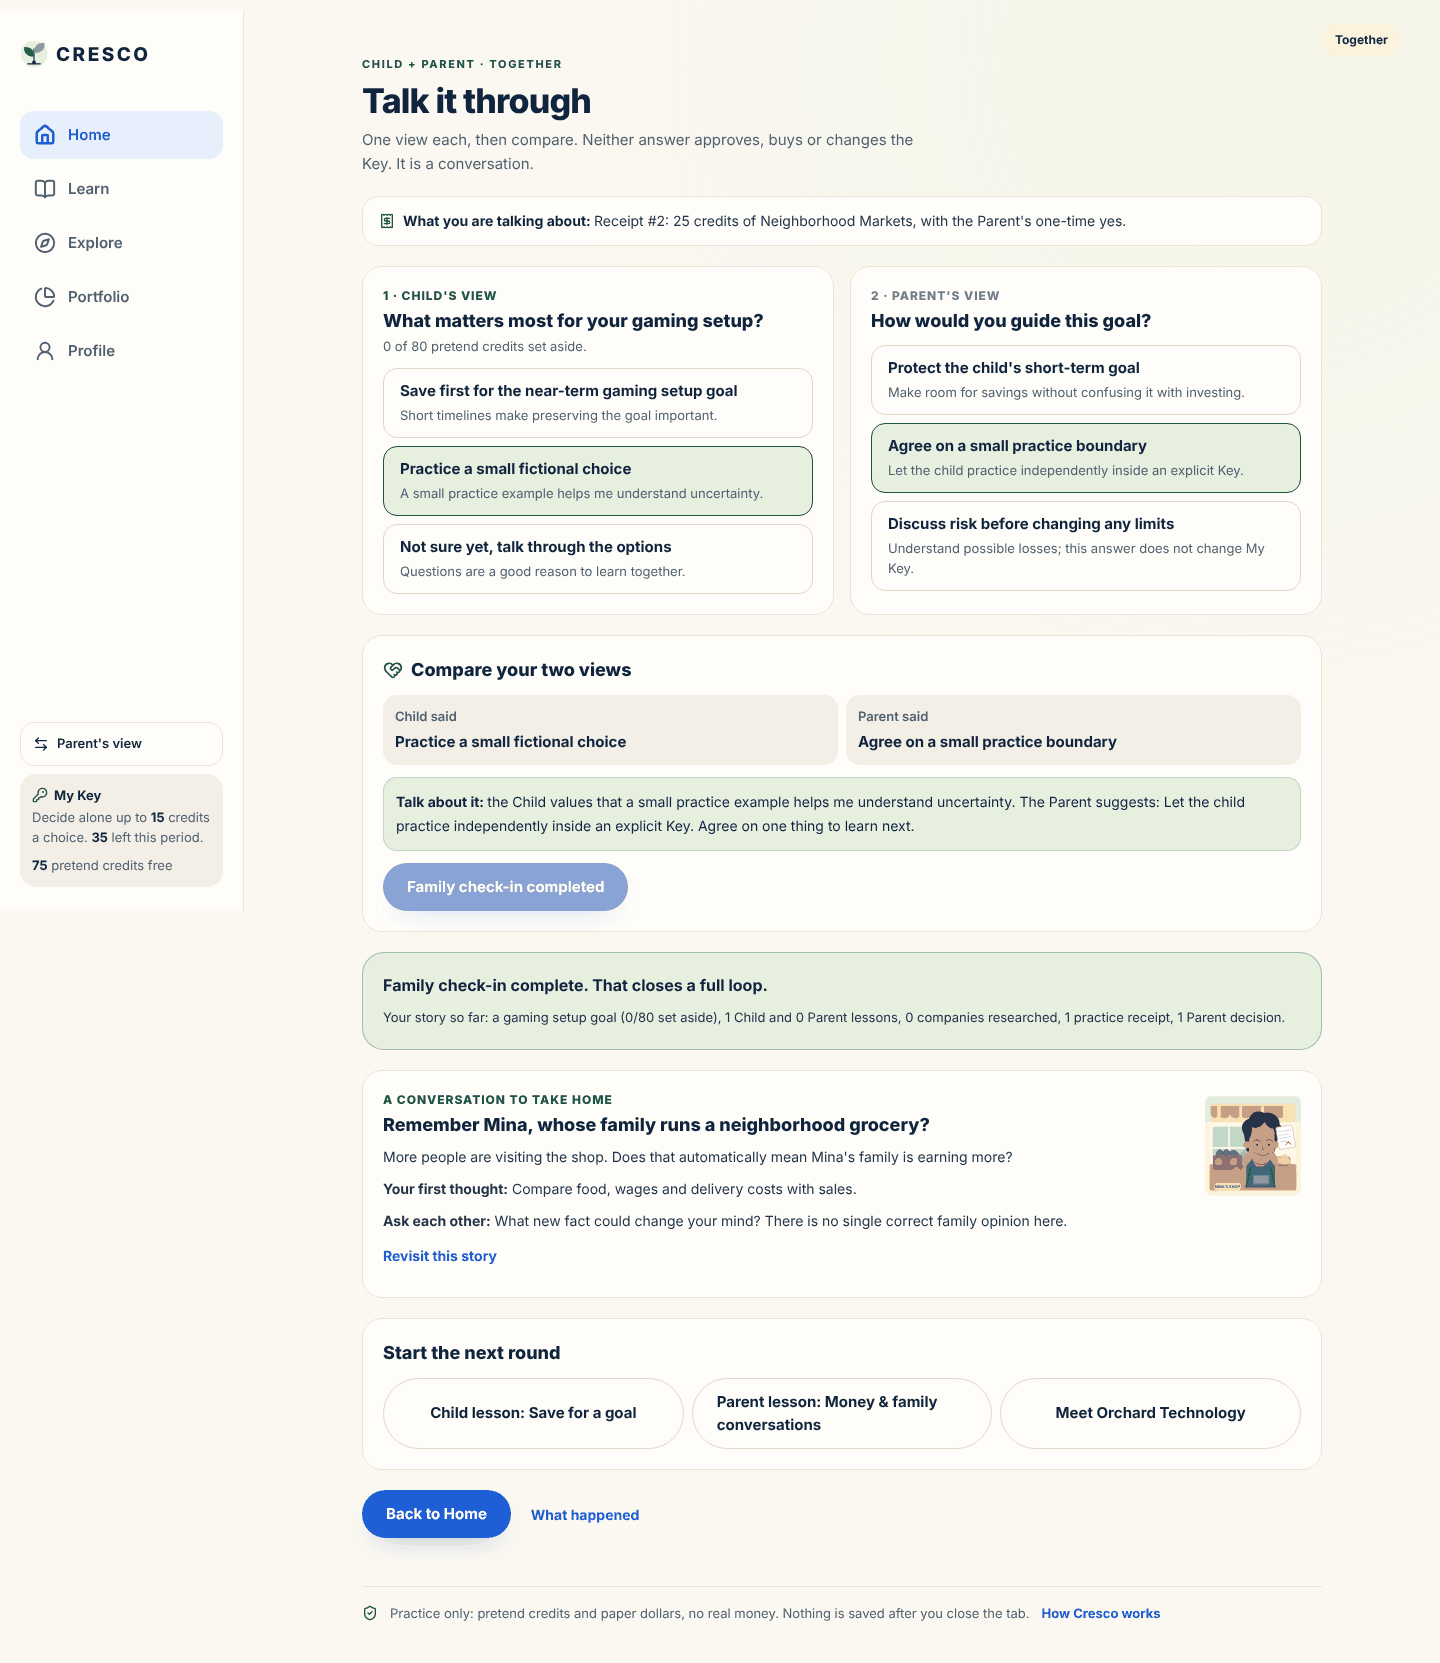 CRESCO
Home
Learn
Explore
Portfolio
Profile
Parent's view
My Key
Decide alone up to 15 credits
a choice. 35 left this period.
75 pretend credits free
Together
CHILD + PARENT · TOGETHER
Talk it through
One view each, then compare. Neither answer approves, buys or changes the
Key. It is a conversation.
What you are talking about: Receipt #2: 25 credits of Neighborhood Markets, with the Parent's one-time yes.
1 · CHILD'S VIEW
What matters most for your gaming setup?
0 of 80 pretend credits set aside.
Save first for the near-term gaming setup goal
Short timelines make preserving the goal important.
Practice a small fictional choice
A small practice example helps me understand uncertainty.
Not sure yet, talk through the options
Questions are a good reason to learn together.
2 · PARENT'S VIEW
How would you guide this goal?
Protect the child's short-term goal
Make room for savings without confusing it with investing.
Agree on a small practice boundary
Let the child practice independently inside an explicit Key.
Discuss risk before changing any limits
Understand possible losses; this answer does not change My
Key.
Compare your two views
Child said
Practice a small fictional choice
Parent said
Agree on a small practice boundary
Talk about it: the Child values that a small practice example helps me understand uncertainty. The Parent suggests: Let the child
practice independently inside an explicit Key. Agree on one thing to learn next.
Family check-in completed
Family check-in complete. That closes a full loop.
Your story so far: a gaming setup goal (0/80 set aside), 1 Child and 0 Parent lessons, 0 companies researched, 1 practice receipt, 1 Parent decision.
A CONVERSATION TO TAKE HOME
Remember Mina, whose family runs a neighborhood grocery?
More people are visiting the shop. Does that automatically mean Mina's family is earning more?
Your first thought: Compare food, wages and delivery costs with sales.
Ask each other: What new fact could change your mind? There is no single correct family opinion here.
Revisit this story
MINA'S SHOP
Start the next round
Child lesson: Save for a goal
Parent lesson: Money & family
conversations
Meet Orchard Technology
Back to Home
What happened
Practice only: pretend credits and paper dollars, no real money. Nothing is saved after you close the tab.
How Cresco works